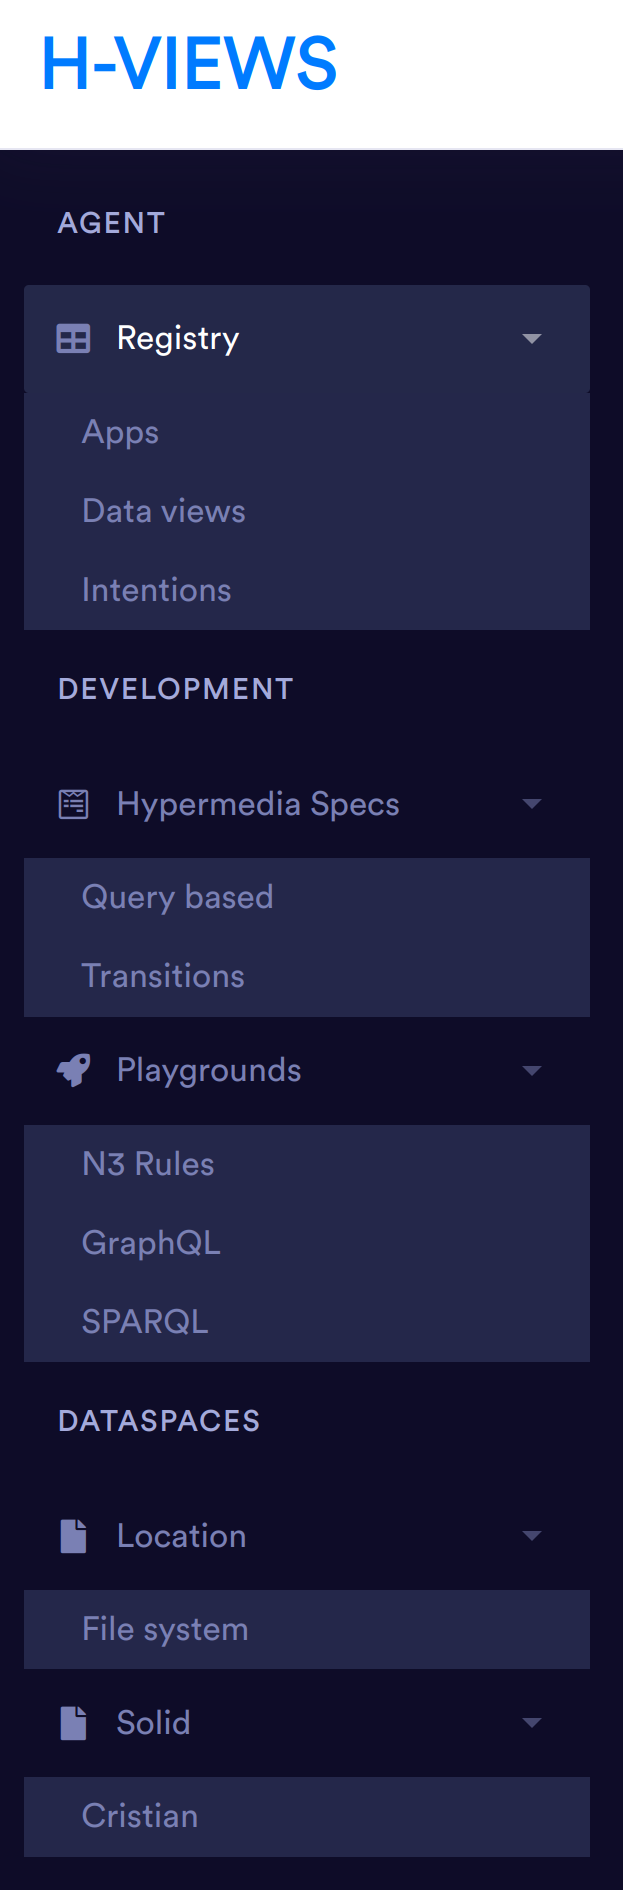 H-VIEWS
AGENT
Registry
Apps
Data views
Intentions
DEVELOPMENT
Hypermedia Specs
Query based
Transitions
Playgrounds
N3 Rules
GraphQL
SPARQL
DATASPACES
Location
File system
Solid
Cristian